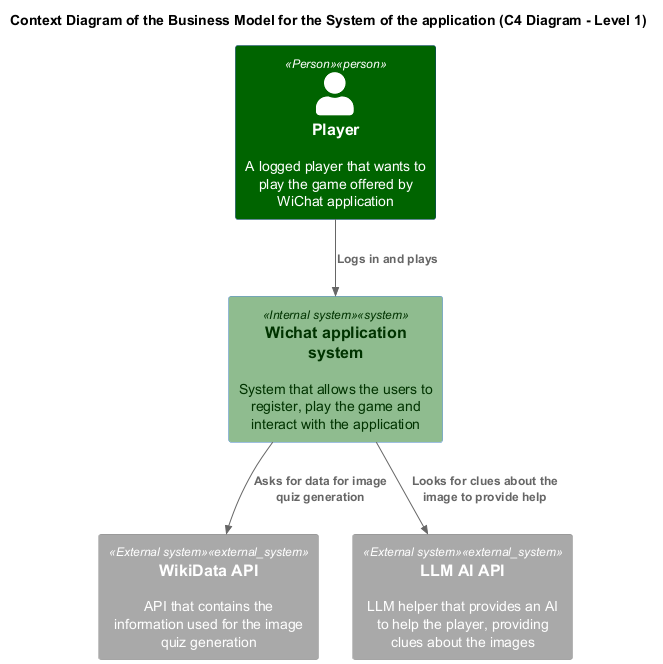 Context Diagram of the Business Model for the System of the application (C4 Diagram - Level 1)
«Person»«person»
Player
A logged player that wants to
play the game offered by
WiChat application
Logs in and plays
«Internal system»«system»
Wichat application
system
System that allows the users to
register, play the game and
interact with the application
Asks for data for image
quiz generation
Looks for clues about the
image to provide help
«External system»«external_system»
WikiData API
API that contains the
information used for the image
quiz generation
«External system»«external_system»
LLM AI API
LLM helper that provides an AI
to help the player, providing
clues about the images